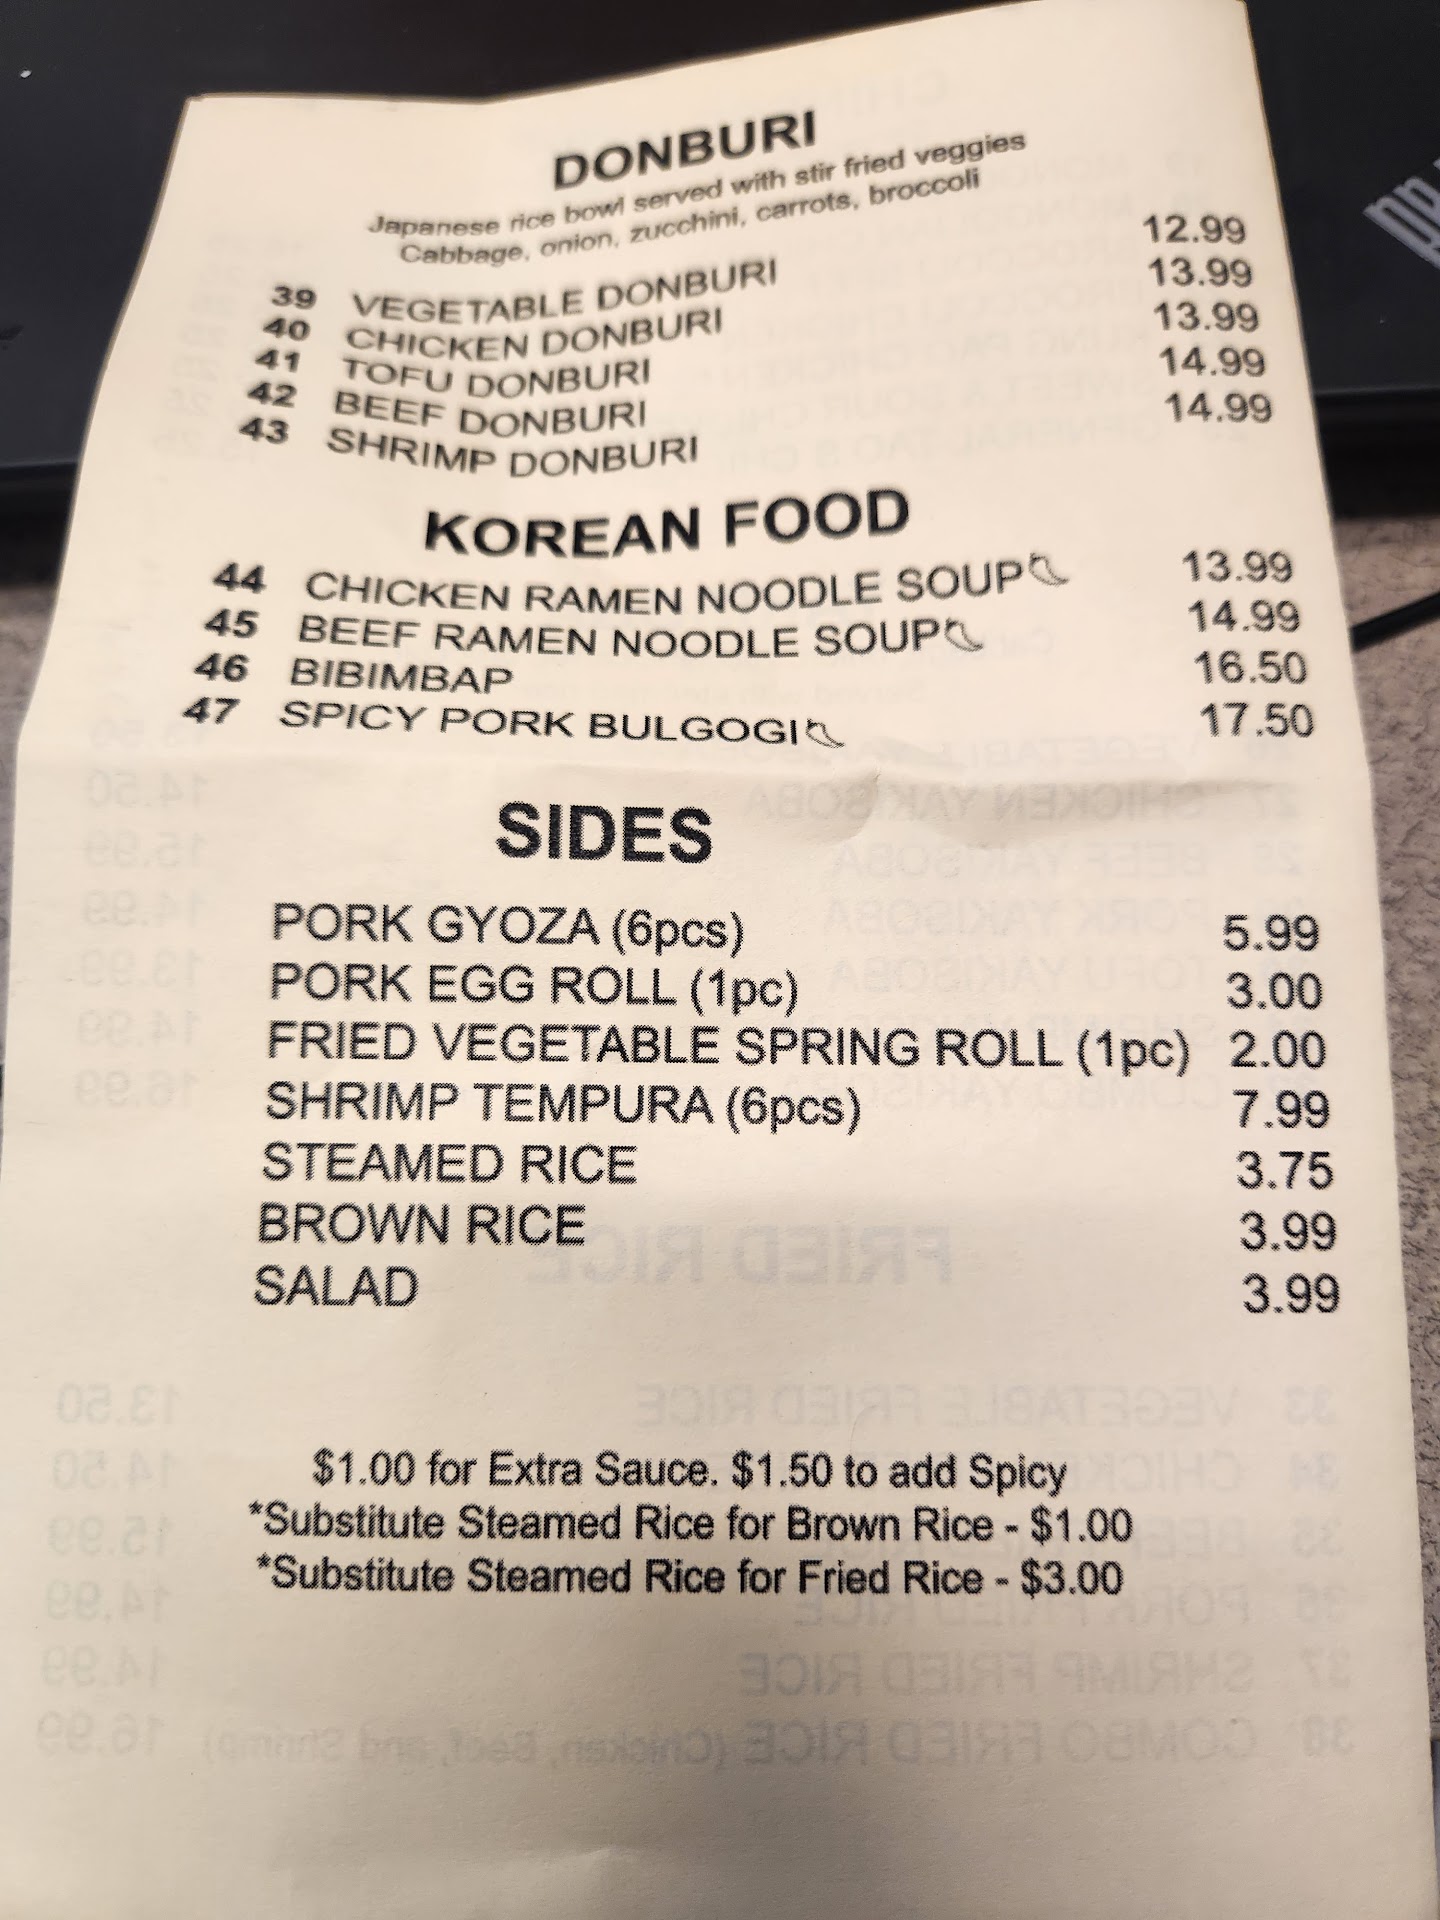 DONBURI
Japanese rice bowl served with stir fried veggies
Cabbage, onion, zucchini, carrots, broccoli
39 VEGETABLE DONBURI 12.99
40 CHICKEN DONBURI 13.99
41 TOFU DONBURI 13.99
42 BEEF DONBURI 14.99
43 SHRIMP DONBURI 14.99
KOREAN FOOD
44 CHICKEN RAMEN NOODLE SOUP 13.99
45 BEEF RAMEN NOODLE SOUP 14.99
46 BIBIMBAP 16.50
47 SPICY PORK BULGOGI 17.50
SIDES
PORK GYOZA (6pcs) 5.99
PORK EGG ROLL (1pc) 3.00
FRIED VEGETABLE SPRING ROLL (1pc) 2.00
SHRIMP TEMPURA (6pcs) 7.99
STEAMED RICE 3.75
BROWN RICE 3.99
SALAD 3.99
$1.00 for Extra Sauce. $1.50 to add Spicy
*Substitute Steamed Rice for Brown Rice - $1.00
*Substitute Steamed Rice for Fried Rice - $3.00